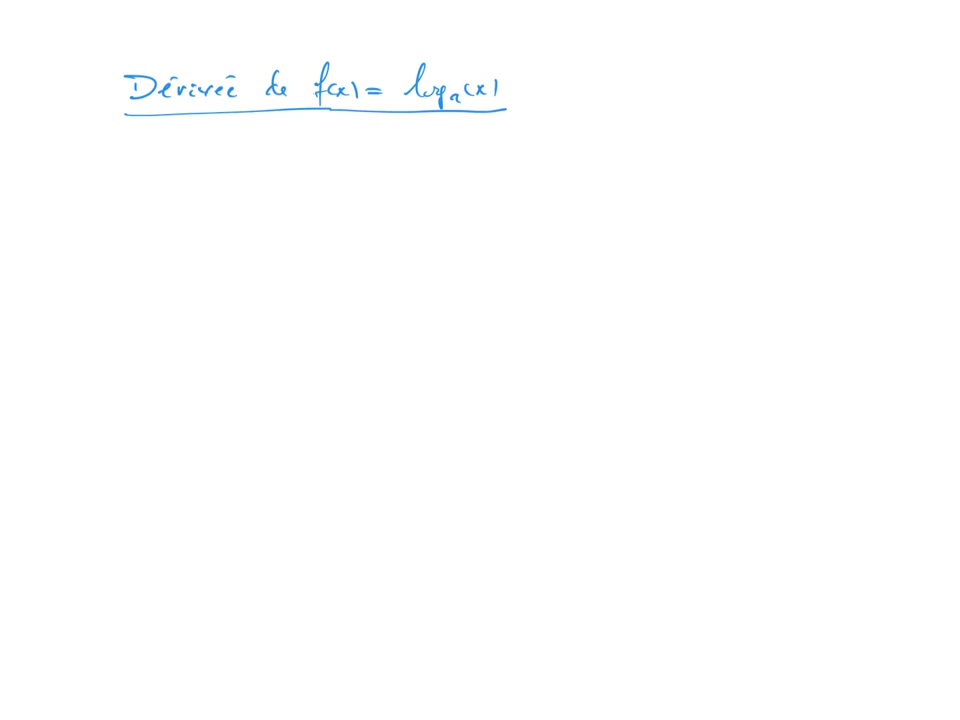 Dérivée de f(x) = logₐ(x)